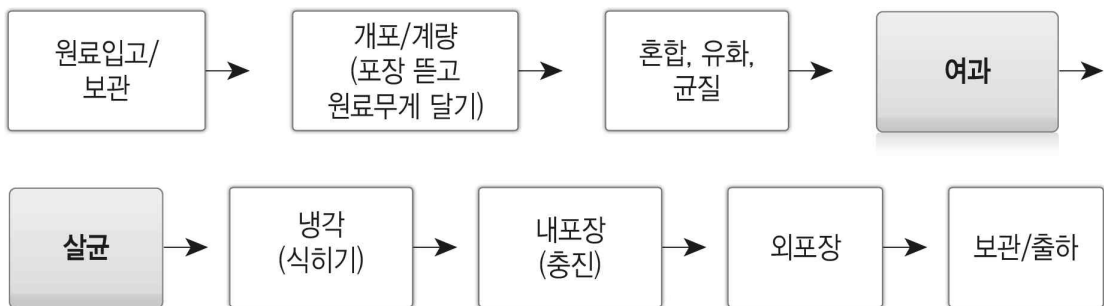 원료입고/
보관
개포/계량
(포장 뜯고
원료무게 달기)
혼합, 유화,
균질
여과
살균
냉각
(식히기)
내포장
(충진)
외포장
보관/출하